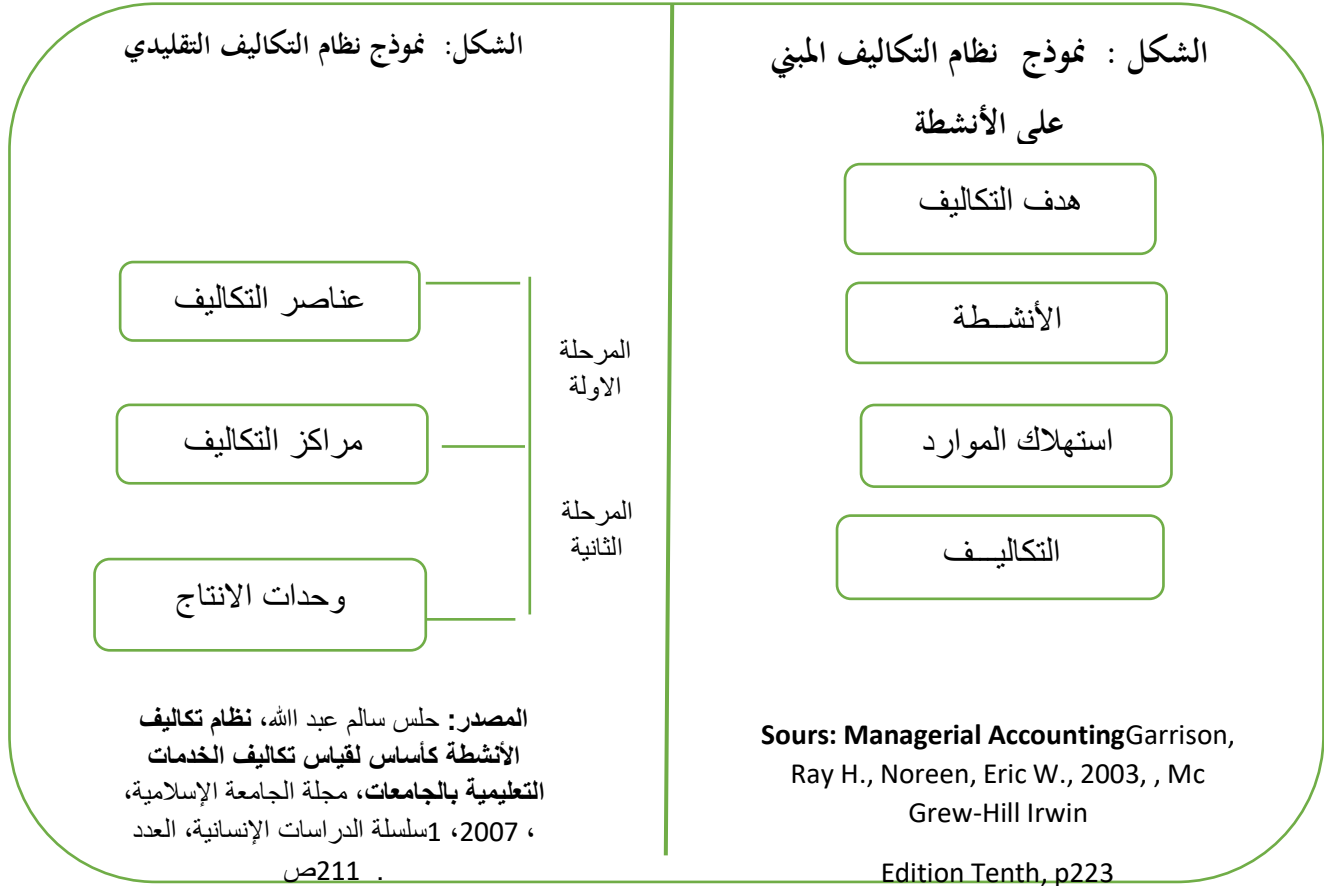 الشكل : نموذج نظام التكاليف المبني
على الأنشطة
هدف التكاليف
الأنشــطة
استهلاك الموارد
التكاليـــف
Sours: Managerial AccountingGarrison,
Ray H., Noreen, Eric W., 2003, , Mc
Grew-Hill Irwin
Edition Tenth, p223
الشكل: نموذج نظام التكاليف التقليدي
عناصر التكاليف
المرحلة
الاولة
مراكز التكاليف
المرحلة
الثانية
وحدات الانتاج
المصدر: حلس سالم عبد االله، نظام تكاليف
الأنشطة كأساس لقياس تكاليف الخدمات
التعليمية بالجامعات، مجلة الجامعة الإسلامية،
، 2007، 1سلسلة الدراسات الإنسانية، العدد
. 211ص